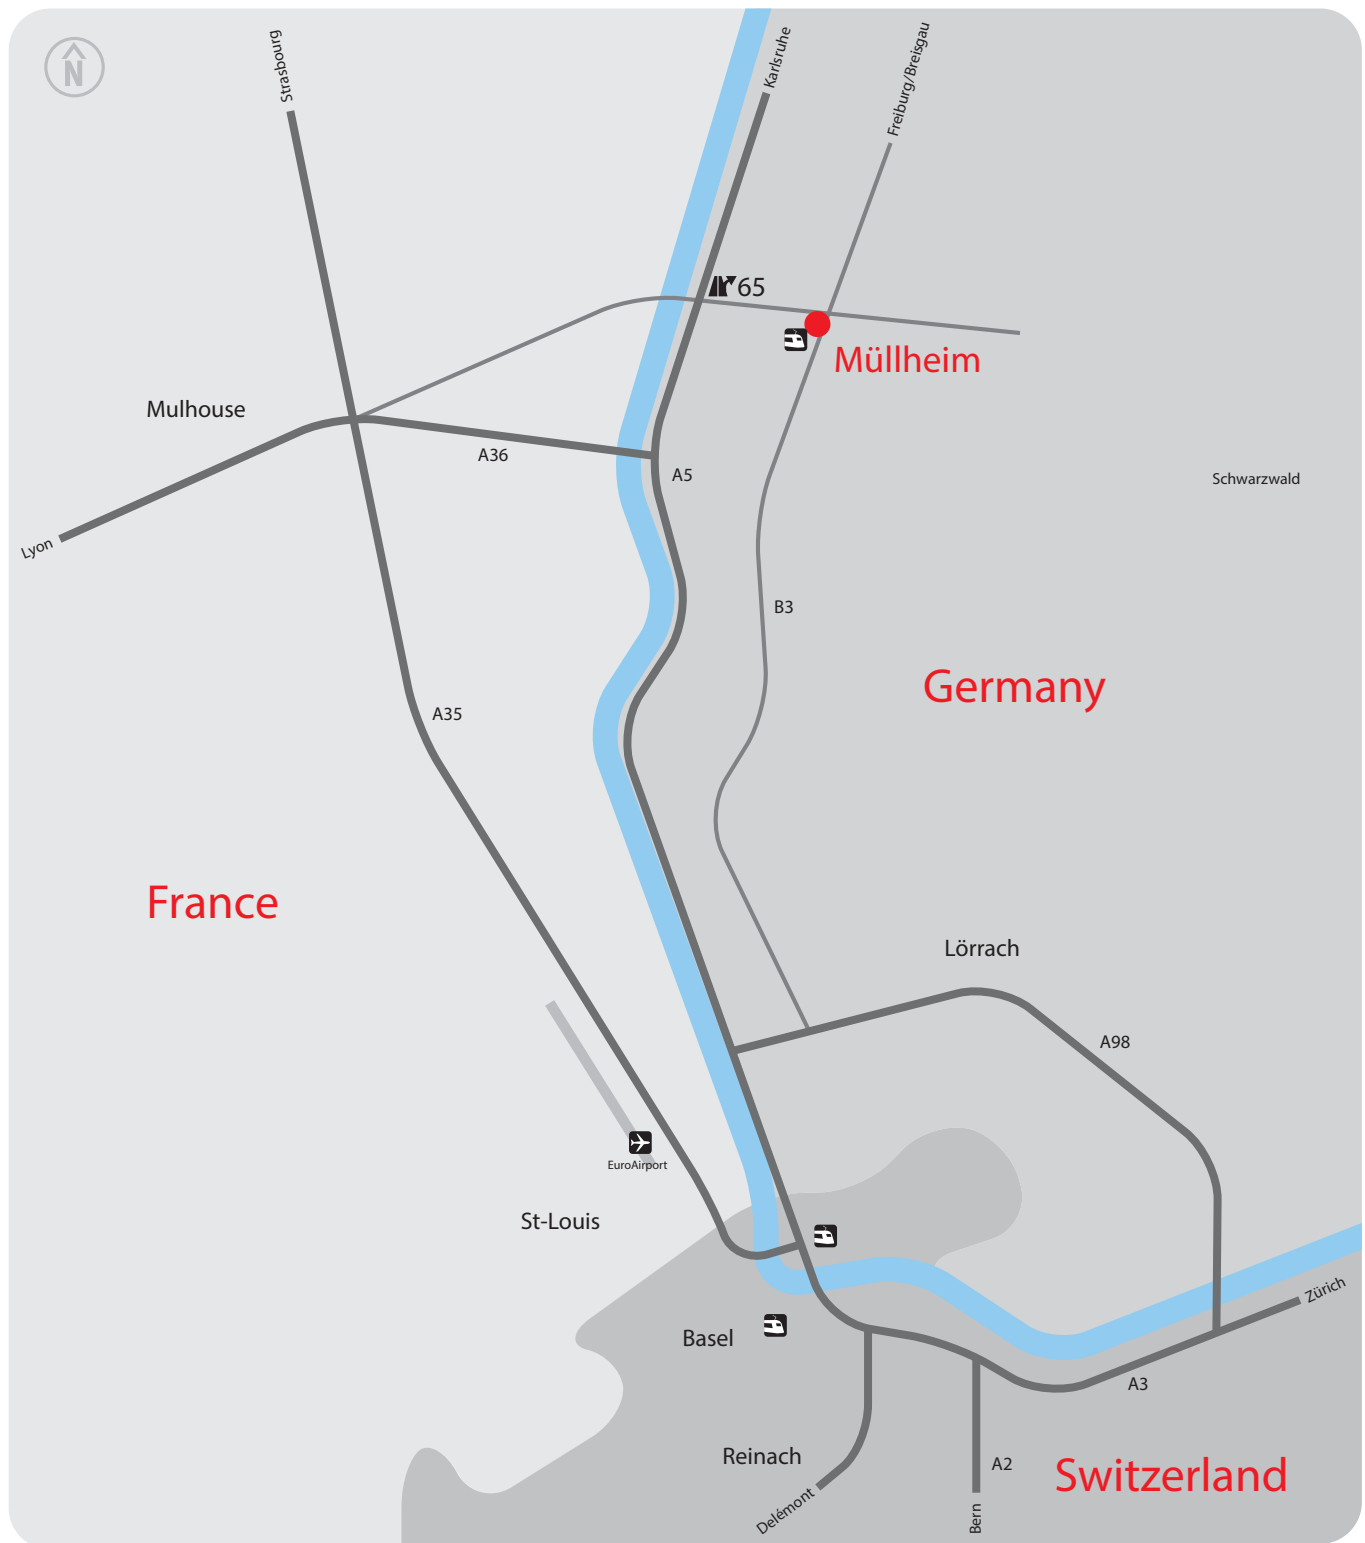 N
Strasbourg
Karlsruhe
Freiburg/Breisgau
65
Müllheim
Mulhouse
A36
A5
Schwarzwald
Lyon
B3
Germany
A35
France
Lörrach
A98
EuroAirport
St-Louis
Zürich
Basel
A3
Reinach
A2
Switzerland
Delémont
Bern